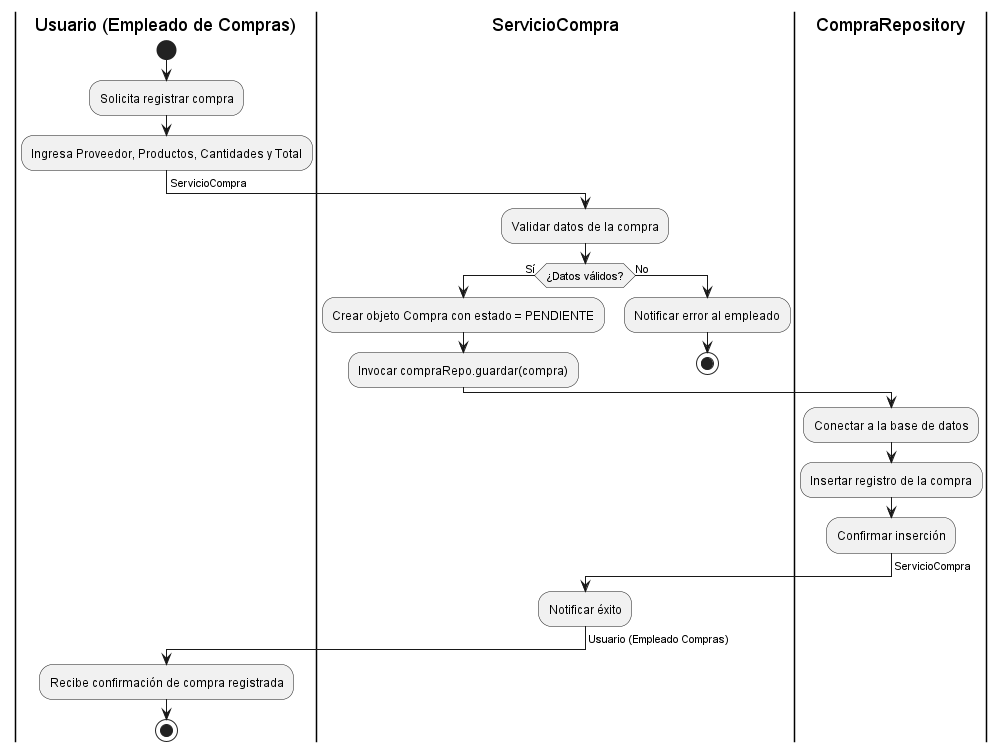 Usuario (Empleado de Compras)
ServicioCompra
CompraRepository
Solicita registrar compra
Ingresa Proveedor, Productos, Cantidades y Total
ServicioCompra
Validar datos de la compra
¿Datos válidos?
Sí
No
Crear objeto Compra con estado = PENDIENTE
Notificar error al empleado
Invocar compraRepo.guardar(compra)
Conectar a la base de datos
Insertar registro de la compra
Confirmar inserción
ServicioCompra
Notificar éxito
Usuario (Empleado Compras)
Recibe confirmación de compra registrada